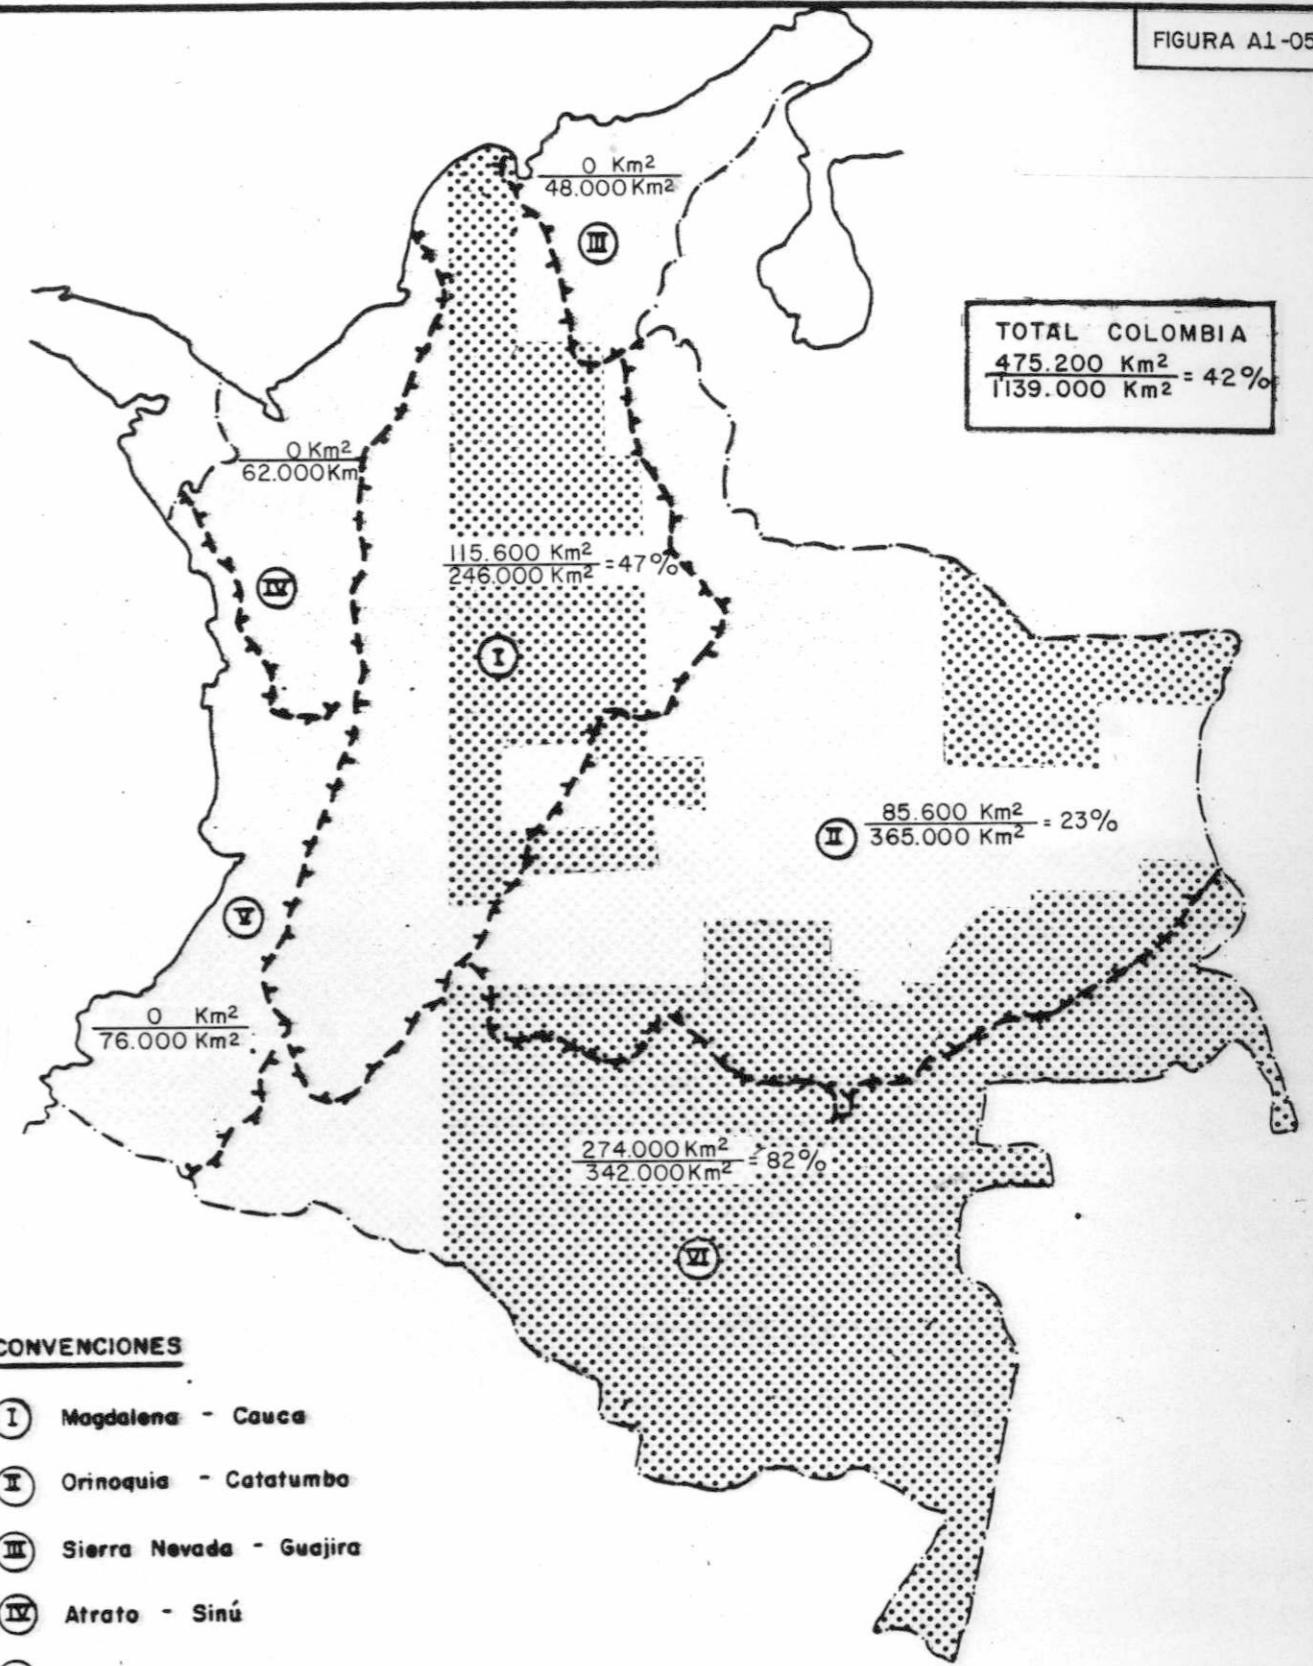 FIGURA A1-05
0 Km²
48.000 Km²
III
TOTAL COLOMBIA
475.200 Km²
1139.000 Km² = 42%
0 Km²
62.000 Km
IV
115.600 Km²
246.000 Km² = 47%
I
II
85.600 Km²
365.000 Km² = 23%
V
0 Km²
76.000 Km²
274.000 Km²
342.000 Km² = 82%
VI
CONVENCIONES
I Magdalena - Cauca
II Orinoquia - Catatumbo
III Sierra Nevada - Guajira
IV Atrato - Sinú